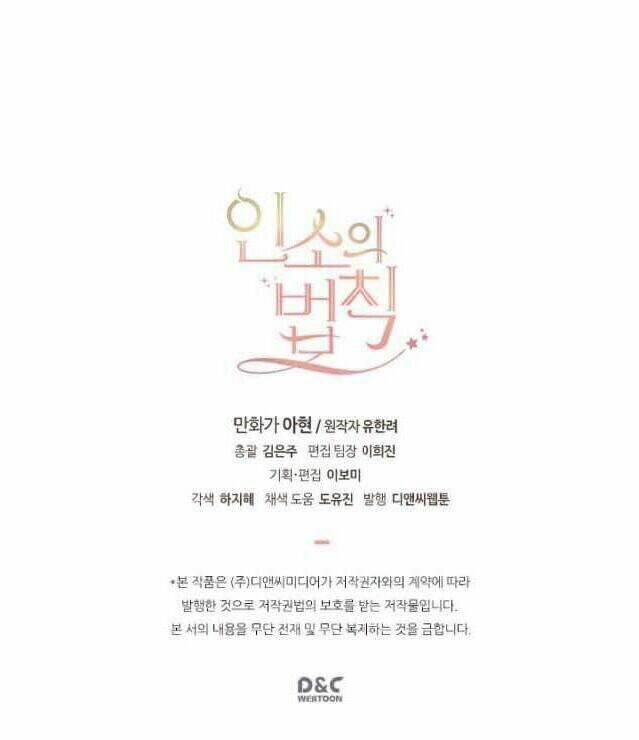 인소의
법칙
만화가 아현 / 원작자 유한려
총괄 김은주 편집 팀장 이희진
기획·편집 이보미
각색 하지혜 채색 도움 도유진 발행 디앤씨웹툰
*본 작품은 (주)디앤씨미디어가 저작권자와의 계약에 따라
발행한 것으로 저작권법의 보호를 받는 저작물입니다.
본 서의 내용을 무단 전재 및 무단 복제하는 것을 금합니다.
D&C
WEBTOON